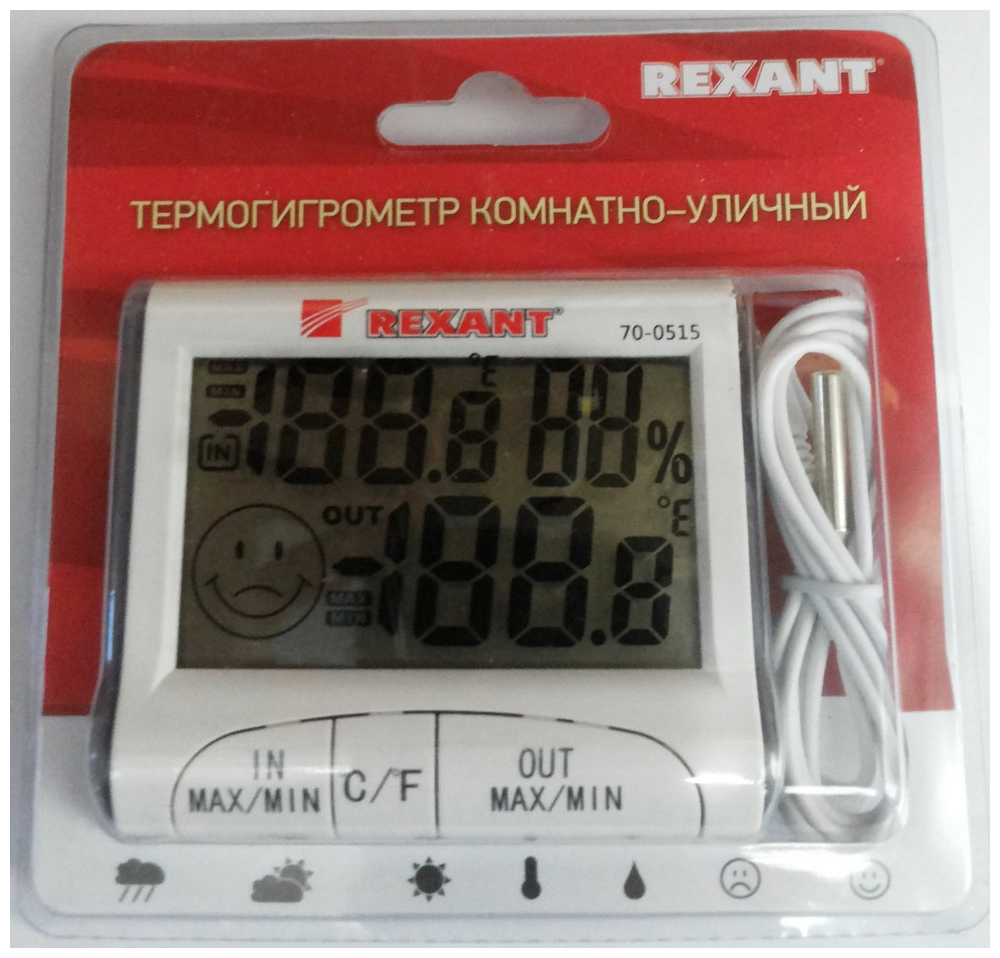 REXANT
ТЕРМОГИГРОМЕТР КОМНАТНО-УЛИЧНЫЙ
REXANT
70-0515
MAX
MIN
-188.8 °E 00 %
IN
OUT
-188.8 °E
MAX
MIN
IN
MAX/MIN
°C/°F
OUT
MAX/MIN